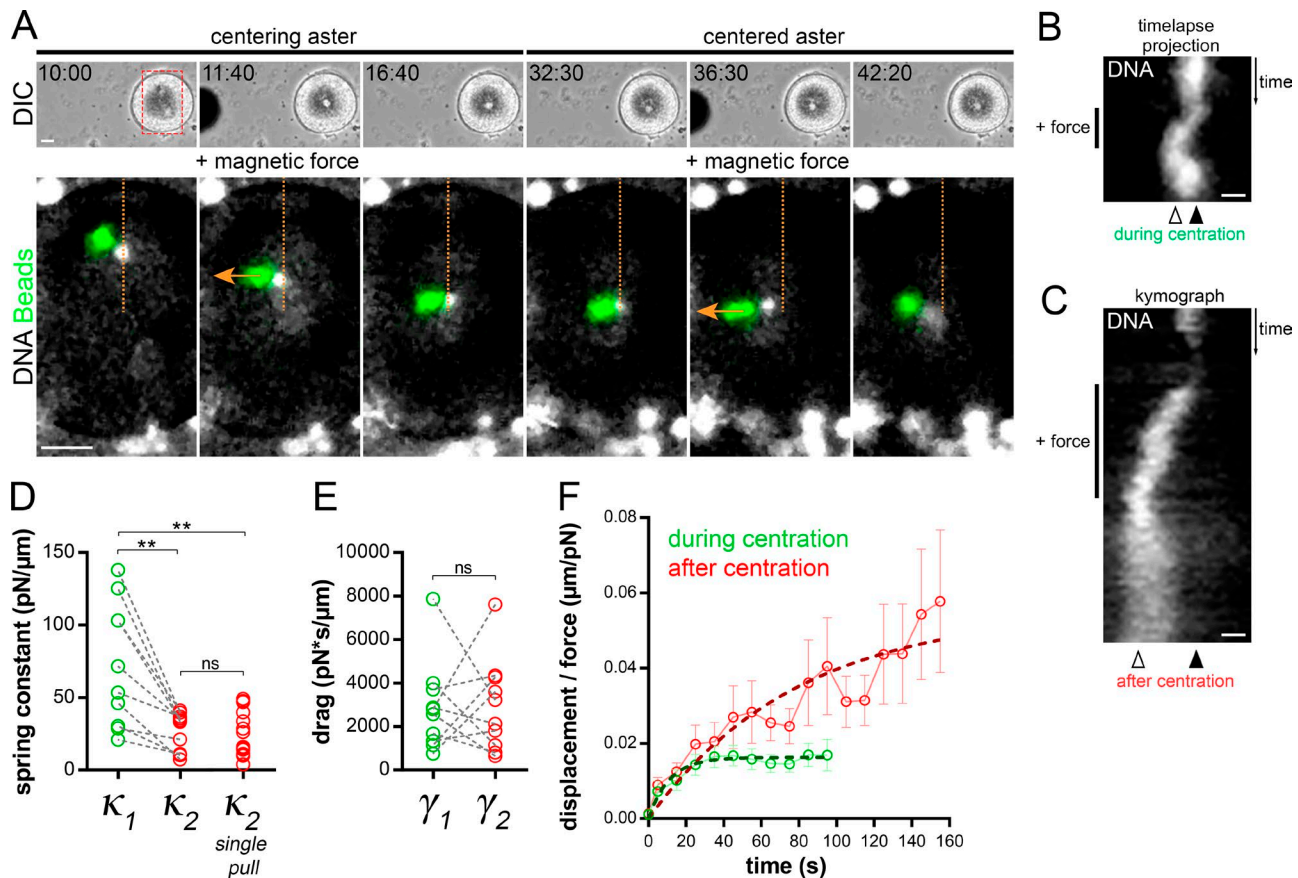 A
centering aster
centered aster
DIC
10:00
11:40
16:40
32:30
36:30
42:20
+ magnetic force
+ magnetic force
DNA Beads
B
timelapse
projection
DNA
time
+ force
during centration
C
kymograph
DNA
time
+ force
after centration
D
spring constant (pN/µm)
150
100
50
0
**
**
ns
κ1
κ2
κ2
single
pull
E
drag (pN*s/µm)
10000
8000
6000
4000
2000
0
ns
γ1
γ2
F
displacement / force (µm/pN)
0.08
0.06
0.04
0.02
0.00
during centration
after centration
0 20 40 60 80 100 120 140 160
time (s)